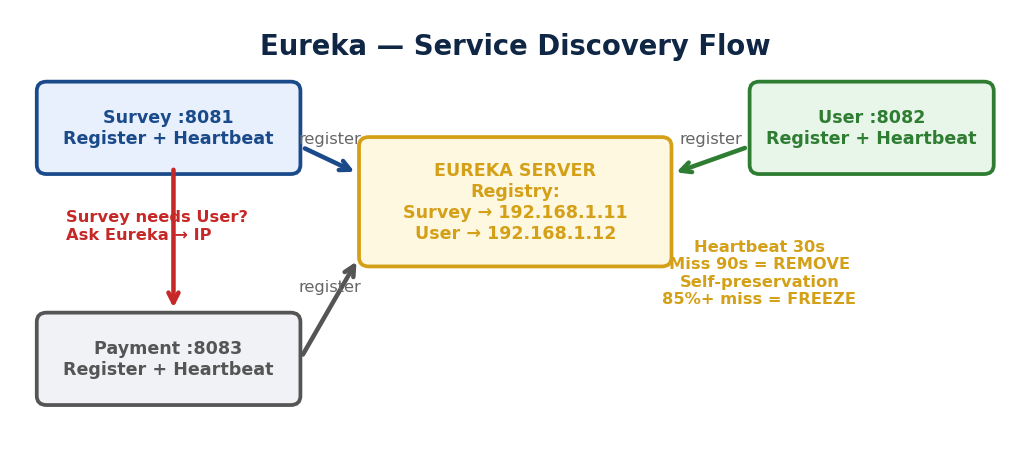 Eureka — Service Discovery Flow
Survey :8081
Register + Heartbeat
register
EUREKA SERVER
Registry:
Survey → 192.168.1.11
User → 192.168.1.12
register
User :8082
Register + Heartbeat
Survey needs User?
Ask Eureka → IP
Heartbeat 30s
Miss 90s = REMOVE
Self-preservation
85%+ miss = FREEZE
register
Payment :8083
Register + Heartbeat